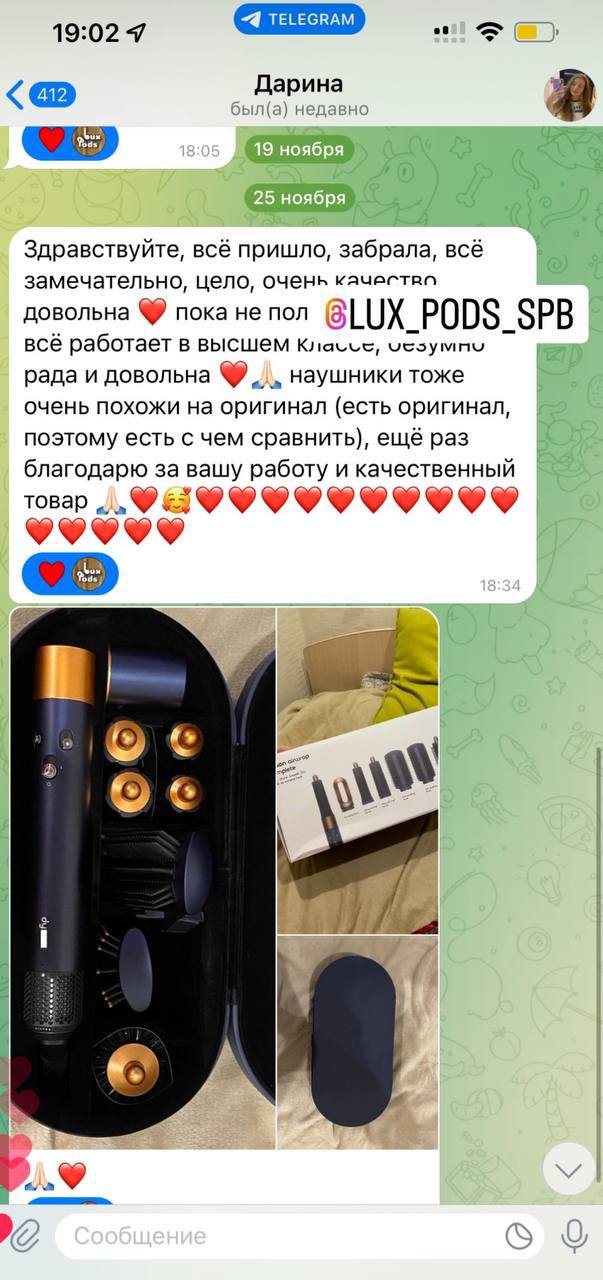 19:02
TELEGRAM
412
Дарина
был(а) недавно
18:05
19 ноября
25 ноября
Здравствуйте, всё пришло, забрала, всё
замечательно, цело, очень качество
довольна ❤️ пока не пол
@LUX_PODS_SPB
всё работает в высшем классе, безумно
рада и довольна ❤️🙏🏻 наушники тоже
очень похожи на оригинал (есть оригинал,
поэтому есть с чем сравнить), ещё раз
благодарю за вашу работу и качественный
товар 🙏🏻❤️🥰❤️❤️❤️❤️❤️❤️❤️❤️❤️❤️
❤️❤️❤️❤️❤️
18:34
airwrap
dy
🙏🏻❤️
Сообщение